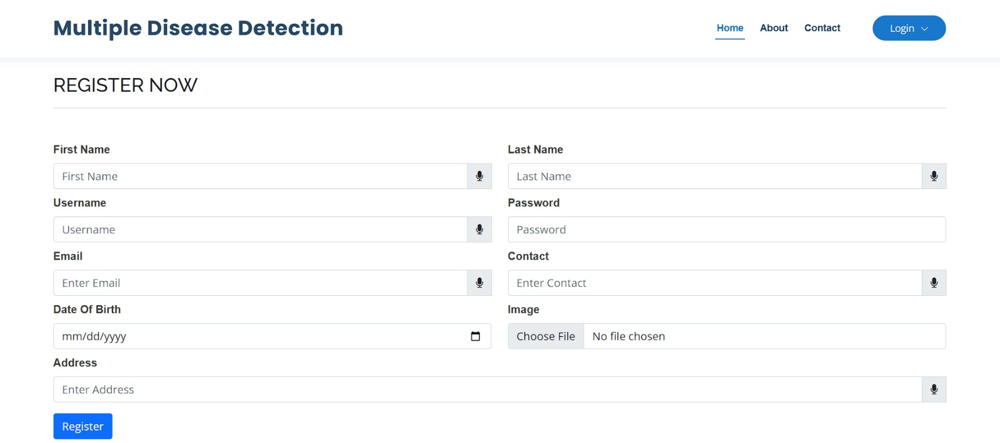 Multiple Disease Detection
Home About Contact Login
REGISTER NOW
First Name Last Name
First Name Last Name
Username Password
Username Password
Email Contact
Enter Email Enter Contact
Date Of Birth Image
mm/dd/yyyy Choose File No file chosen
Address
Enter Address
Register